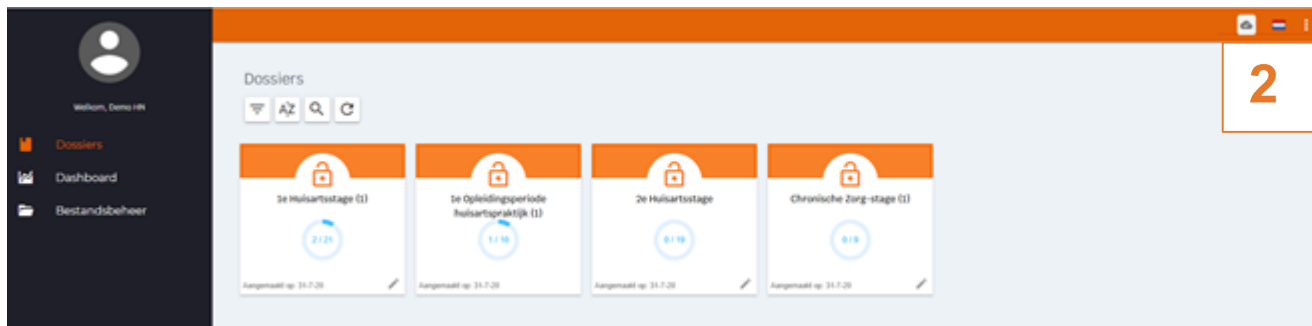 2
Welkom, Demo HN
Dossiers
Dashboard
Bestandsbeheer
Dossiers
AZ
1e Huisartsstage (1)
2 / 21
Aangemaakt op: 31-7-20
1e Opleidingsperiode
huisartspraktijk (1)
1 / 10
Aangemaakt op: 31-7-20
2e Huisartsstage
0 / 19
Aangemaakt op: 31-7-20
Chronische Zorg-stage (1)
0 / 9
Aangemaakt op: 31-7-20